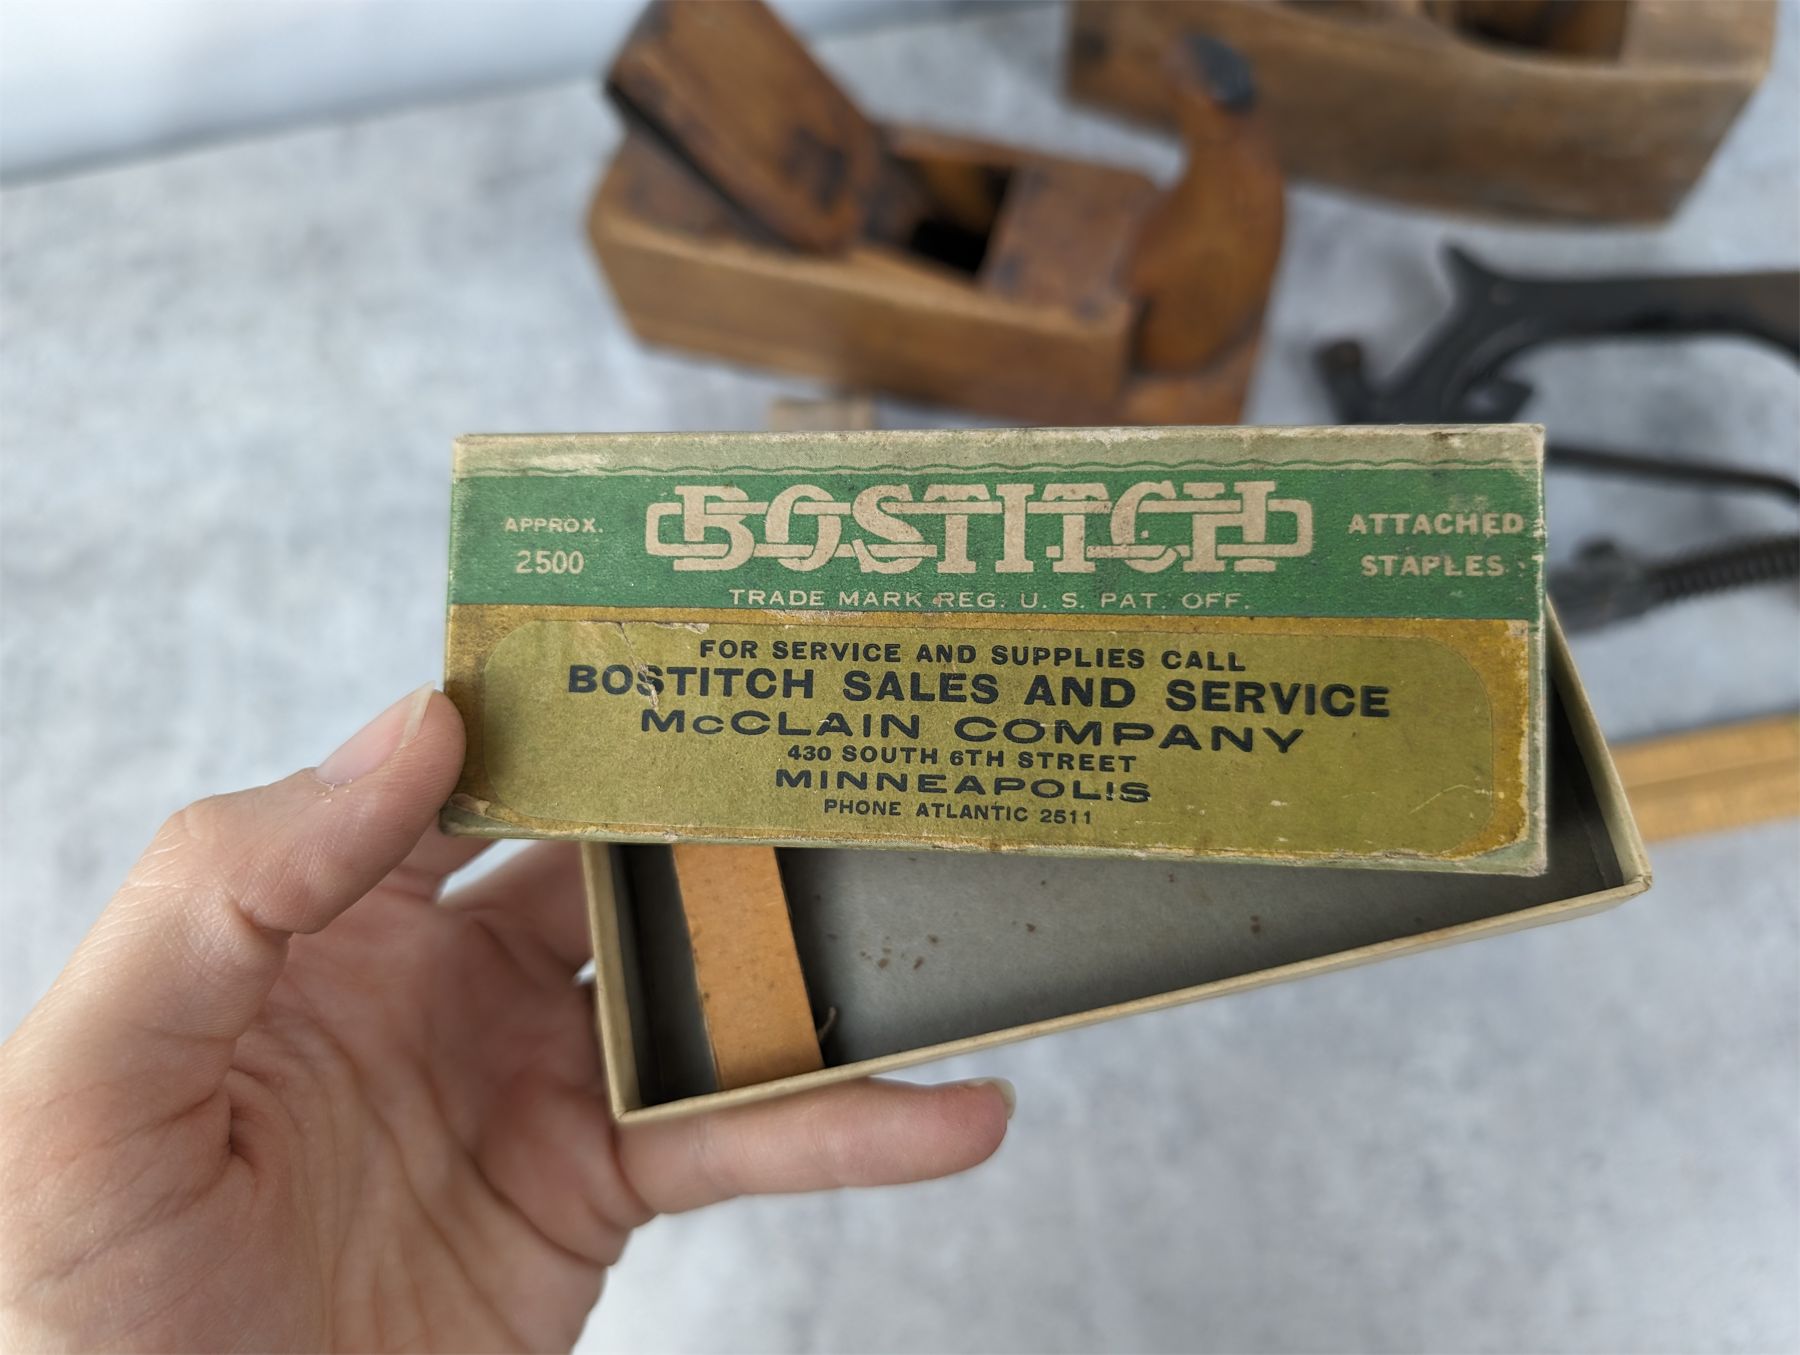 APPROX.
2500
BOSTITCH
ATTACHED
STAPLES
TRADE MARK REG. U. S. PAT. OFF.
FOR SERVICE AND SUPPLIES CALL
BOSTITCH SALES AND SERVICE
McCLAIN COMPANY
430 SOUTH 6TH STREET
MINNEAPOLIS
PHONE ATLANTIC 2511